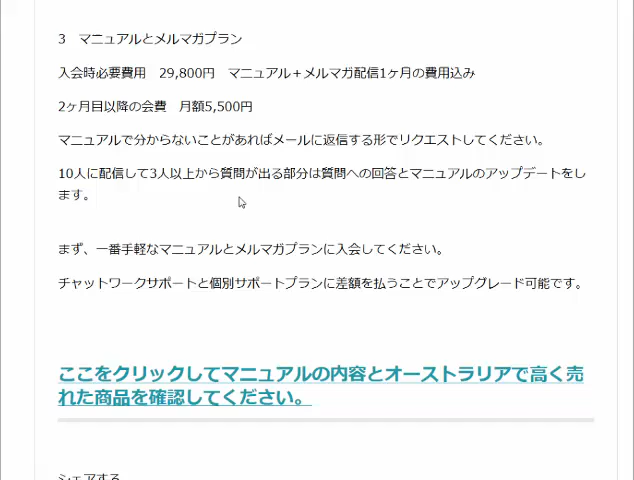 3　マニュアルとメルマガプラン
入会時必要費用　29,800円　マニュアル＋メルマガ配信1ヶ月の費用込み
2ヶ月目以降の会費　月額5,500円
マニュアルで分からないことがあればメールに返信する形でリクエストしてください。
10人に配信して3人以上から質問が出る部分は質問への回答とマニュアルのアップデートをし
ます。
まず、一番手軽なマニュアルとメルマガプランに入会してください。
チャットワークサポートと個別サポートプランに差額を払うことでアップグレード可能です。
ここをクリックしてマニュアルの内容とオーストラリアで高く売
れた商品を確認してください。
シェアする